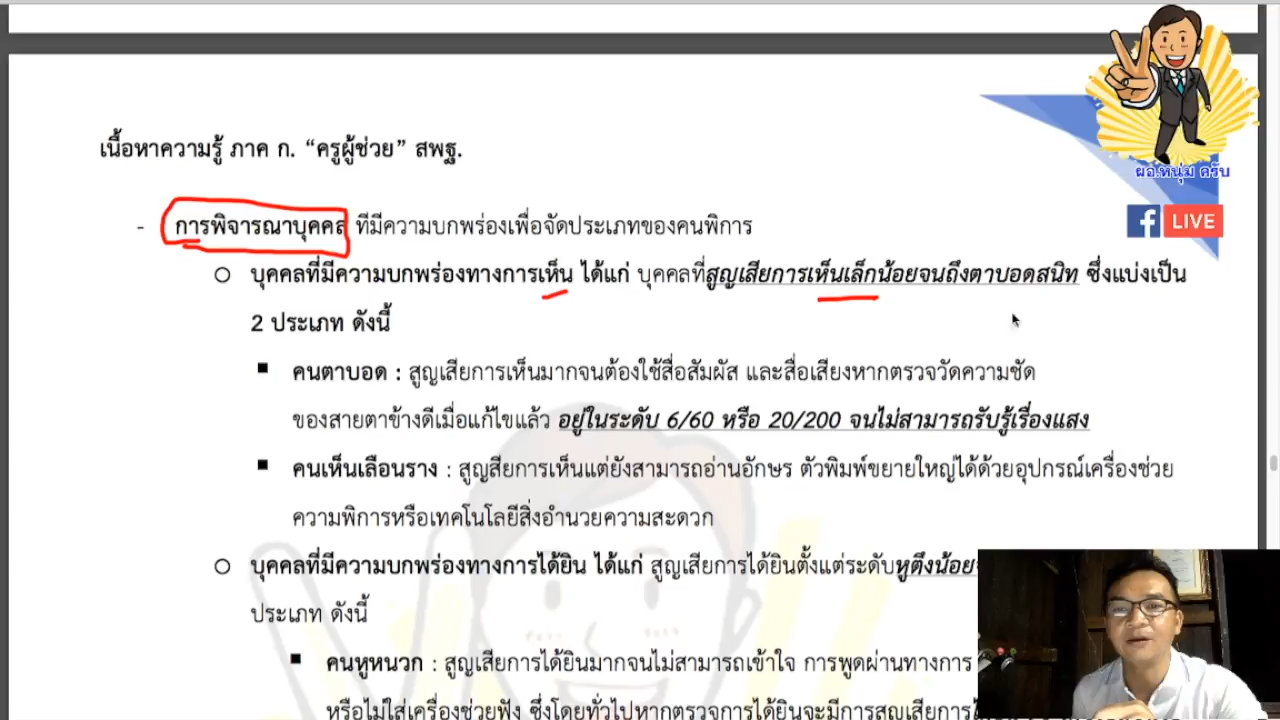 เนื้อหาความรู้ ภาค ก. “ครูผู้ช่วย” สพฐ.
ผอ.หนุ่ม ครับ
f LIVE
- การพิจารณาบุคคล ที่มีความบกพร่องเพื่อจัดประเภทของคนพิการ
บุคคลที่มีความบกพร่องทางการเห็น ได้แก่ บุคคลที่สูญเสียการเห็นเล็กน้อยจนถึงตาบอดสนิท ซึ่งแบ่งเป็น
2 ประเภท ดังนี้
คนตาบอด : สูญเสียการเห็นมากจนต้องใช้สื่อสัมผัส และสื่อเสียงหากตรวจวัดความชัด
ของสายตาข้างดีเมื่อแก้ไขแล้ว อยู่ในระดับ 6/60 หรือ 20/200 จนไม่สามารถรับรู้เรื่องแสง
คนเห็นเลือนราง : สูญสียการเห็นแต่ยังสามารถอ่านอักษร ตัวพิมพ์ขยายใหญ่ได้ด้วยอุปกรณ์เครื่องช่วย
ความพิการหรือเทคโนโลยีสิ่งอำนวยความสะดวก
บุคคลที่มีความบกพร่องทางการได้ยิน ได้แก่ สูญเสียการได้ยินตั้งแต่ระดับหูตึงน้อย
ประเภท ดังนี้
คนหูหนวก : สูญเสียการได้ยินมากจนไม่สามารถเข้าใจ การพูดผ่านทางการ
หรือไม่ใส่เครื่องช่วยฟัง ซึ่งโดยทั่วไปหากตรวจการได้ยินจะมีการสูญเสียการ